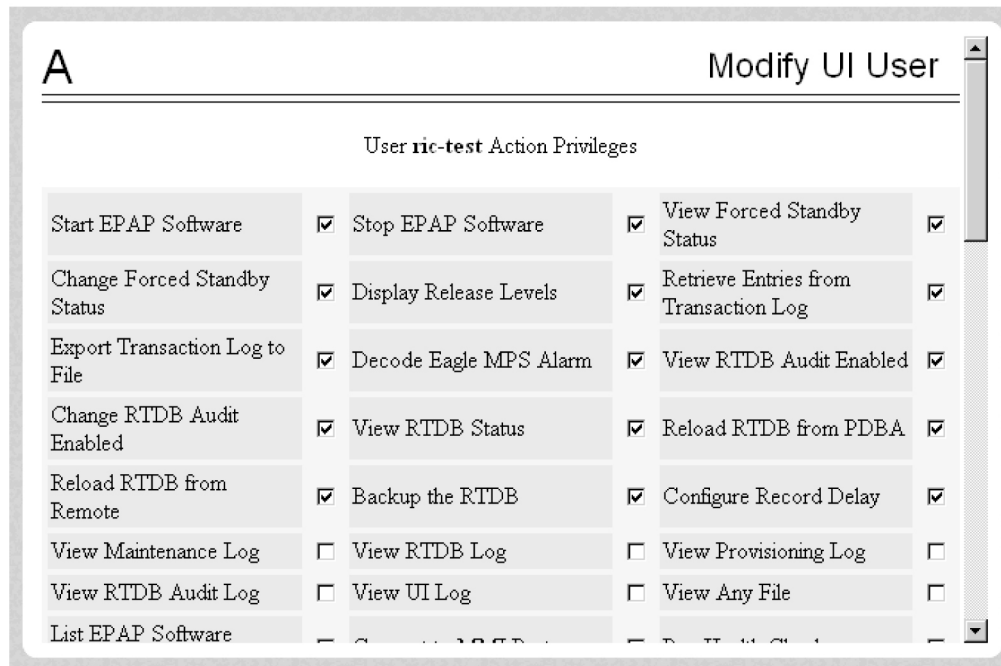 A
Modify UI User
User ric-test Action Privileges
Start EPAP Software
Stop EPAP Software
View Forced Standby
Status
Change Forced Standby
Status
Display Release Levels
Retrieve Entries from
Transaction Log
Export Transaction Log to
File
Decode Eagle MPS Alarm
View RTDB Audit Enabled
Change RTDB Audit
Enabled
View RTDB Status
Reload RTDB from PDBA
Reload RTDB from
Remote
Backup the RTDB
Configure Record Delay
View Maintenance Log
View RTDB Log
View Provisioning Log
View RTDB Audit Log
View UI Log
View Any File
List EPAP Software